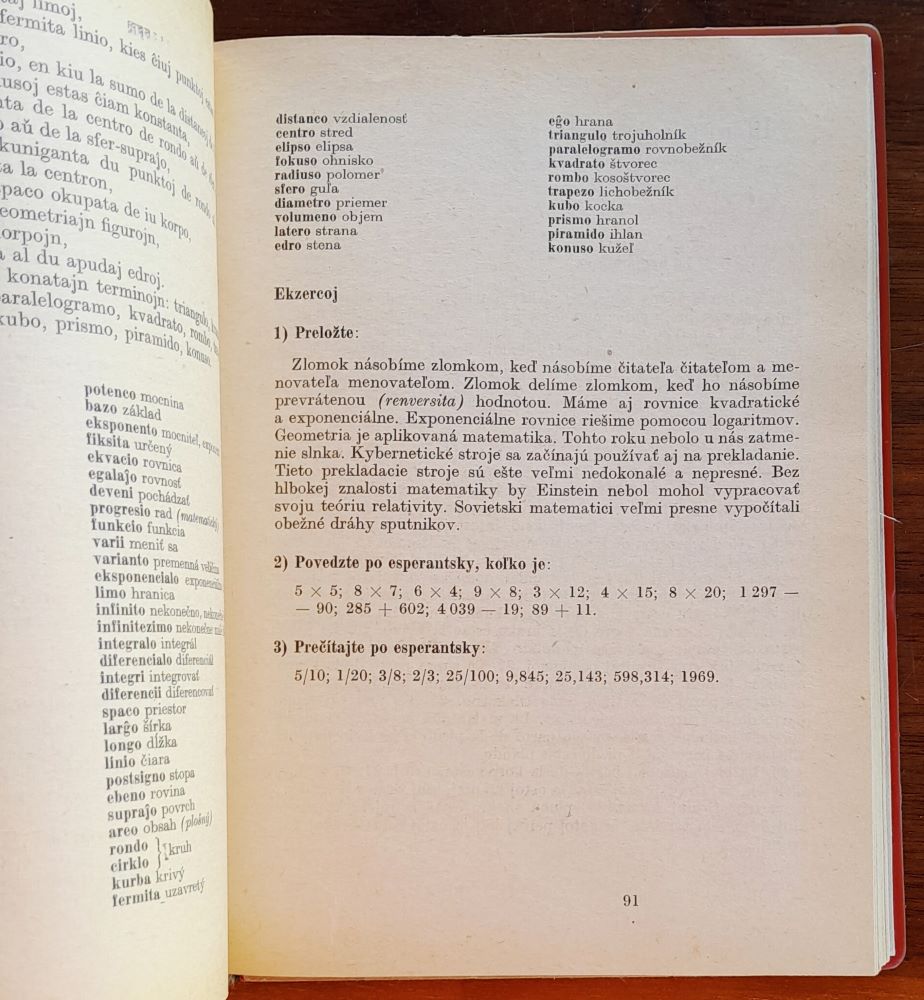 taj limoj,
fermita linio, kies ĉiuj punktoj
en kiu la sumo de la distancoj
estas ĉiam konstanta,
de la centro de rondo aŭ de
aŭ de la sfer-suprajo,
kuniganta du punktoj de rondo
la centron,
okupata de iu korpo,
figurojn,
al du apudaj edroj.
konatajn terminojn: triangulo,
kvadrato, rombo,
kubo, prismo, piramido, konuso
potenco mocnina
bazo základ
eksponento mocniteľ,
fiksita určený
ekvacio rovnica
egalaĵo rovnosť
deveni pochádzať
progresio rad (matematický)
funkcio funkcia
varii meniť sa
varianto premenná
eksponencialo
limo hranica
infinito nekonečno,
infinitezimo nekonečne
integralo integrál
diferencialo diferenciál
integri integrovať
diferencii diferencovať
spaco priestor
larĝo šírka
longo dĺžka
linio čiara
postsigno stopa
ebeno rovina
supraĵo povrch
areo obsah (plošný)
rondo } kruh
cirklo
kurba krivý
fermita uzavretý
distanco vzdialenosť
centro stred
elipso elipsa
fokuso ohnisko
radiuso polomer
sfero guľa
diametro priemer
volumeno objem
latero strana
edro stena
eĝo hrana
triangulo trojuholník
paralelogramo rovnobežník
kvadrato štvorec
rombo kosoštvorec
trapezo lichobežník
kubo kocka
prismo hranol
piramido ihlan
konuso kužeľ
Ekzercoj
1) Preložte:
Zlomok násobíme zlomkom, keď násobíme čitateľa čitateľom a me-
novateľa menovateľom. Zlomok delíme zlomkom, keď ho násobíme
prevrátenou (renversita) hodnotou. Máme aj rovnice kvadratické
a exponenciálne. Exponenciálne rovnice riešime pomocou logaritmov.
Geometria je aplikovaná matematika. Tohto roku nebolo u nás zatme-
nie slnka. Kybernetické stroje sa začínajú používať aj na prekladanie.
Tieto prekladacie stroje sú ešte veľmi nedokonalé a nepresné. Bez
hlbokej znalosti matematiky by Einstein nebol mohol vypracovať
svoju teóriu relativity. Sovietski matematici veľmi presne vypočítali
obežné dráhy sputnikov.
2) Povedzte po esperantsky, koľko je:
5 × 5; 8 × 7; 6 × 4; 9 × 8; 3 × 12; 4 × 15; 8 × 20; 1 297 —
— 90; 285 + 602; 4 039 — 19; 89 + 11.
3) Prečítajte po esperantsky:
5/10; 1/20; 3/8; 2/3; 25/100; 9,845; 25,143; 598,314; 1969.
91